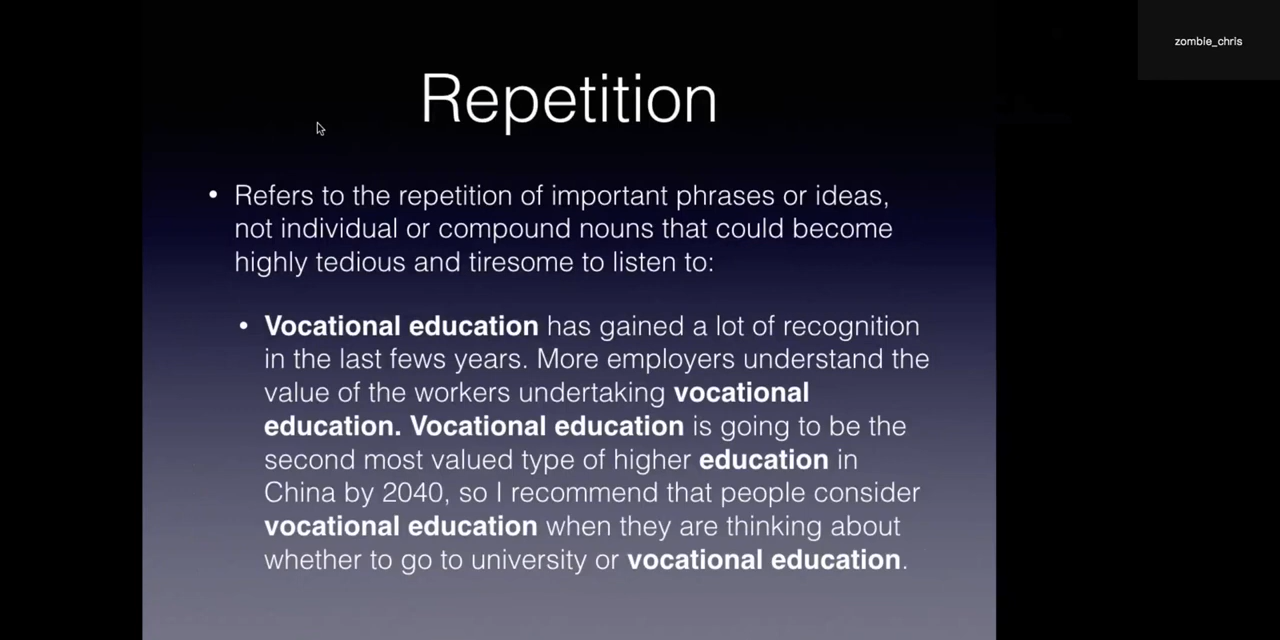 zombie_chris
Repetition
• Refers to the repetition of important phrases or ideas,
not individual or compound nouns that could become
highly tedious and tiresome to listen to:
• Vocational education has gained a lot of recognition
in the last fews years. More employers understand the
value of the workers undertaking vocational
education. Vocational education is going to be the
second most valued type of higher education in
China by 2040, so I recommend that people consider
vocational education when they are thinking about
whether to go to university or vocational education.